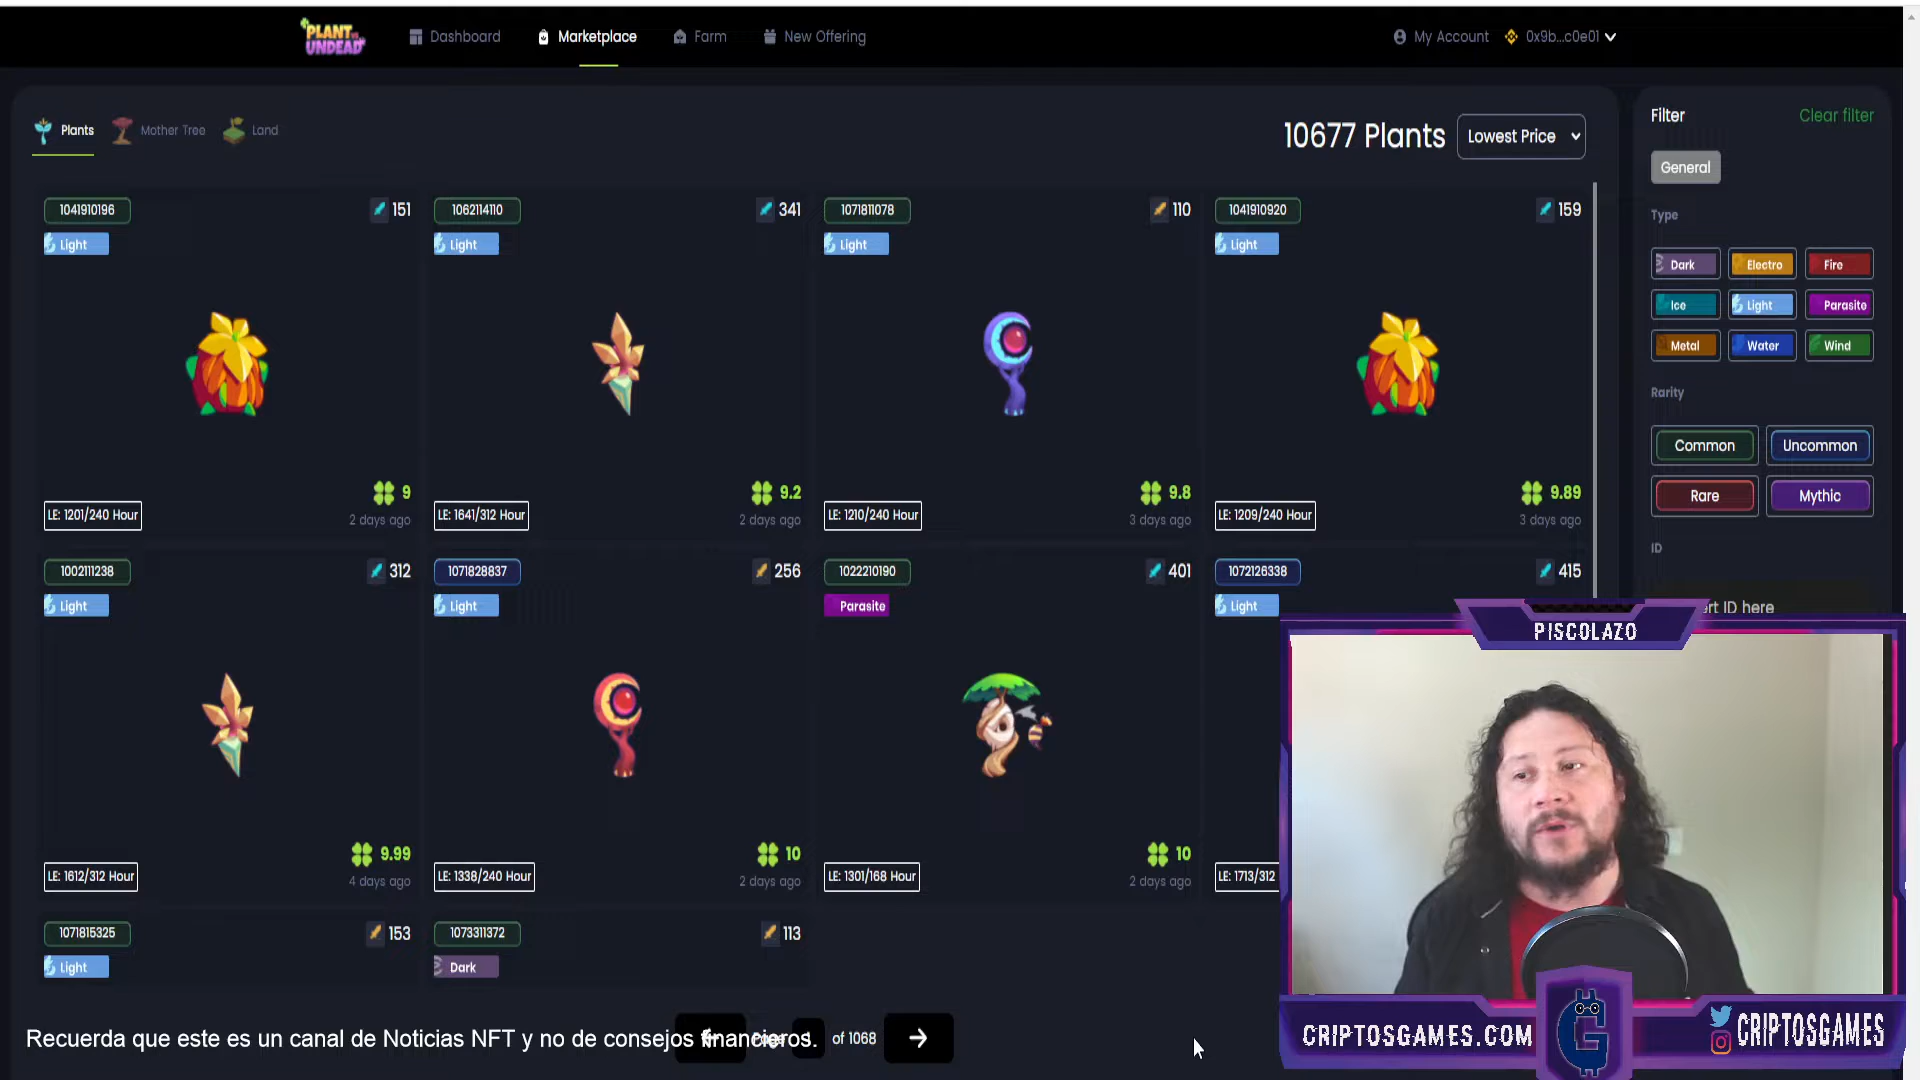 PLANT VS UNDEAD
Dashboard
Marketplace
Farm
New Offering
My Account
0x9b...c0e01
Plants
Mother Tree
Land
10677 Plants
Lowest Price
Filter
Clear filter
General
Type
Dark
Electro
Fire
Ice
Light
Parasite
Metal
Water
Wind
Rarity
Common
Uncommon
Rare
Mythic
ID
ert ID here
1041910196
151
Light
9
LE: 1201/240 Hour
2 days ago
1062114110
341
Light
9.2
LE: 1641/312 Hour
2 days ago
1071811078
110
Light
9.8
LE: 1210/240 Hour
3 days ago
1041910920
159
Light
9.89
LE: 1209/240 Hour
3 days ago
1002111238
312
Light
9.99
LE: 1612/312 Hour
4 days ago
1071828837
256
Light
10
LE: 1338/240 Hour
2 days ago
1022210190
401
Parasite
10
LE: 1301/168 Hour
2 days ago
1072126338
415
Light
LE: 1713/312
1071815325
153
Light
1073311372
113
Dark
1 of 1068
Recuerda que este es un canal de Noticias NFT y no de consejos financieros.
PISCOLAZO
CRIPTOSGAMES.COM
CRIPTOSGAMES